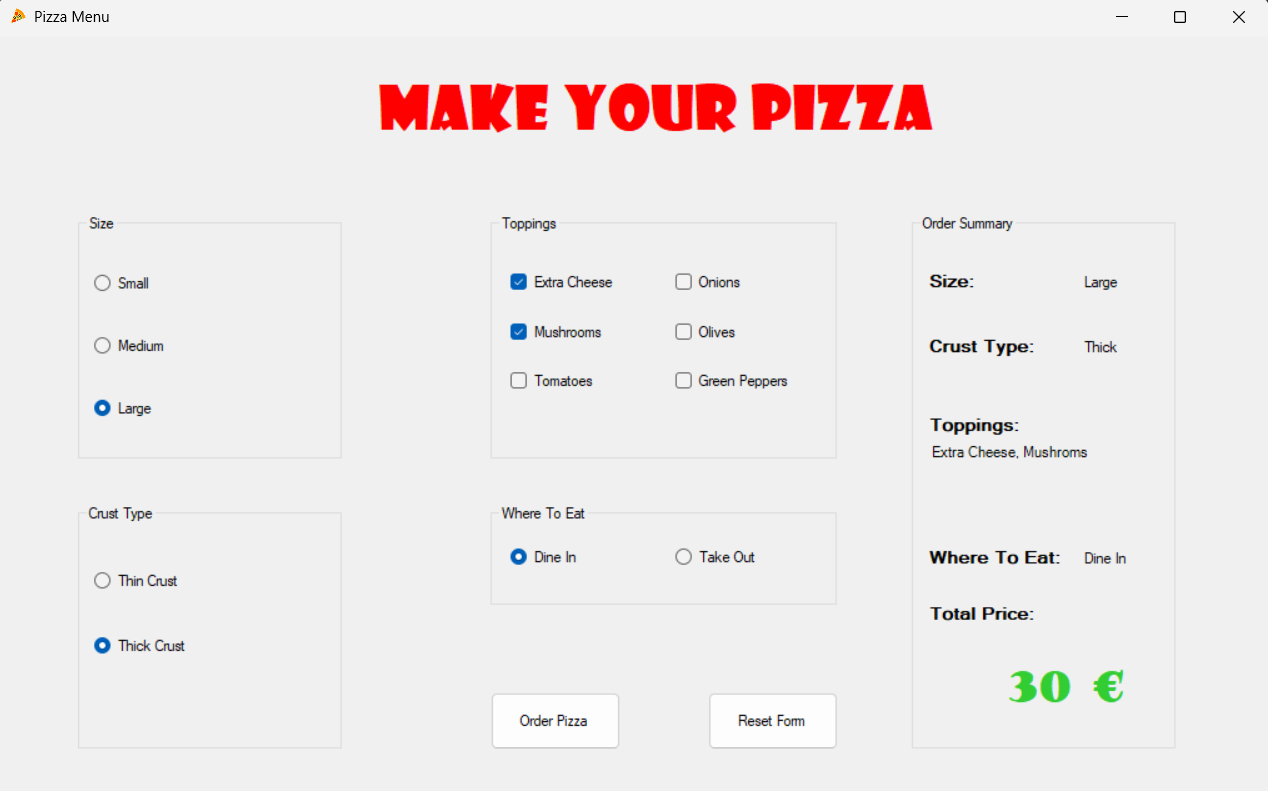 Pizza Menu
MAKE YOUR PIZZA
Size
Small
Medium
Large
Crust Type
Thin Crust
Thick Crust
Toppings
Extra Cheese
Onions
Mushrooms
Olives
Tomatoes
Green Peppers
Where To Eat
Dine In
Take Out
Order Pizza
Reset Form
Order Summary
Size: Large
Crust Type: Thick
Toppings:
Extra Cheese, Mushroms
Where To Eat: Dine In
Total Price:
30 €